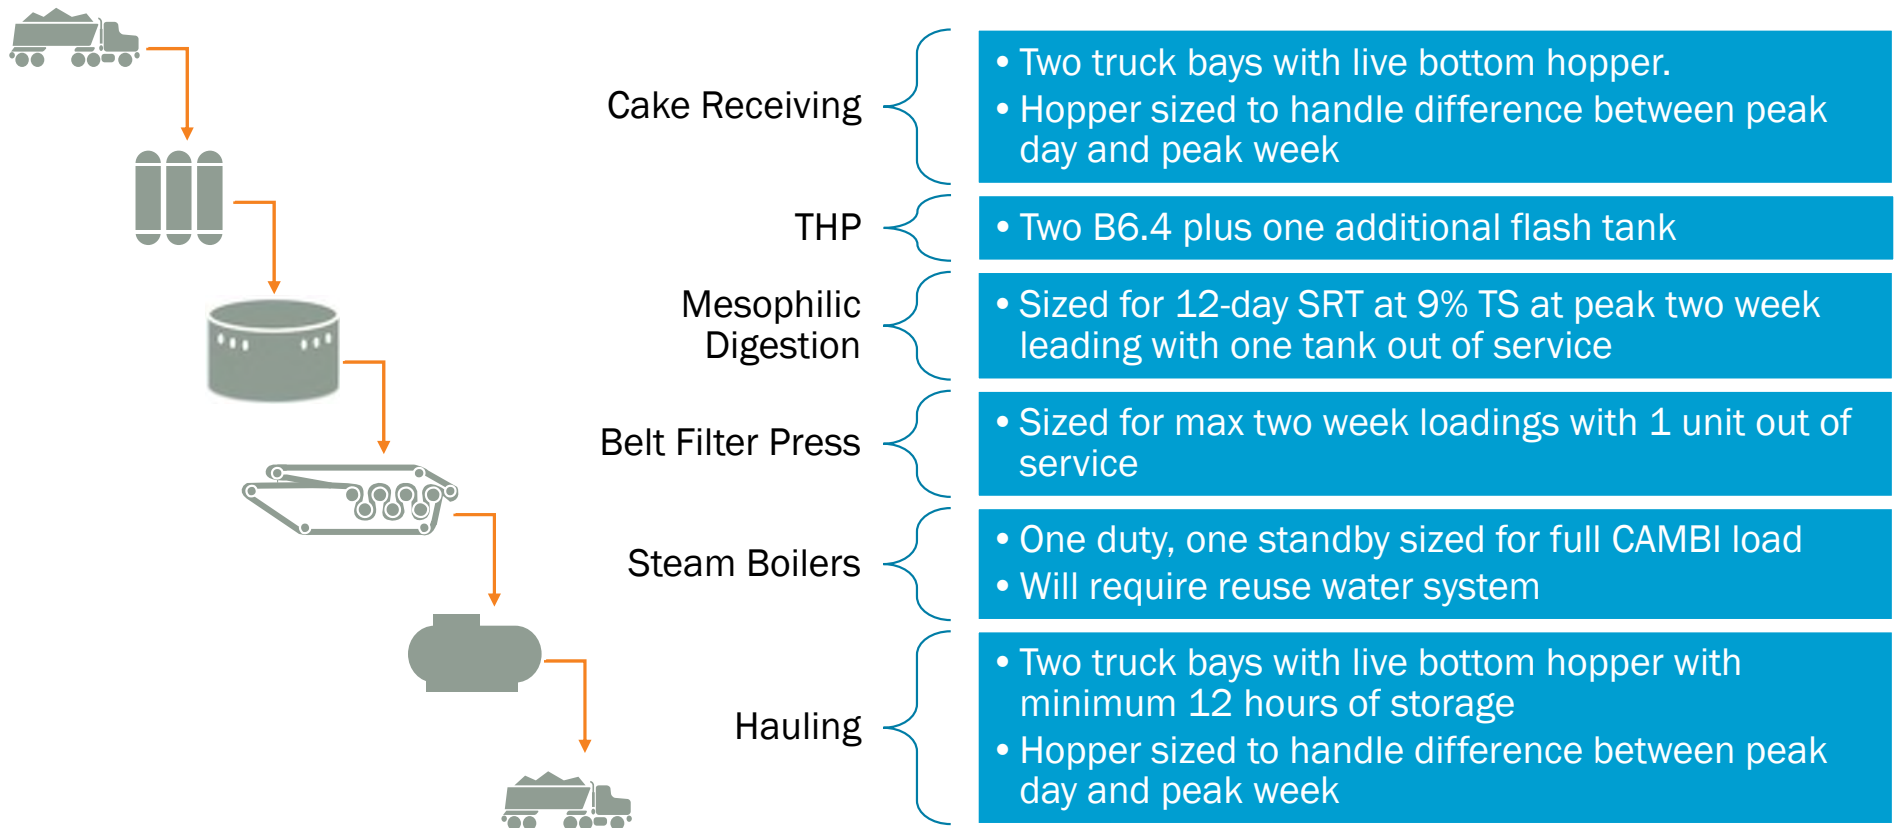 Cake Receiving
• Two truck bays with live bottom hopper.
• Hopper sized to handle difference between peak
day and peak week
THP
• Two B6.4 plus one additional flash tank
Mesophilic
Digestion
• Sized for 12-day SRT at 9% TS at peak two week
leading with one tank out of service
Belt Filter Press
• Sized for max two week loadings with 1 unit out of
service
Steam Boilers
• One duty, one standby sized for full CAMBI load
• Will require reuse water system
Hauling
• Two truck bays with live bottom hopper with
minimum 12 hours of storage
• Hopper sized to handle difference between peak
day and peak week